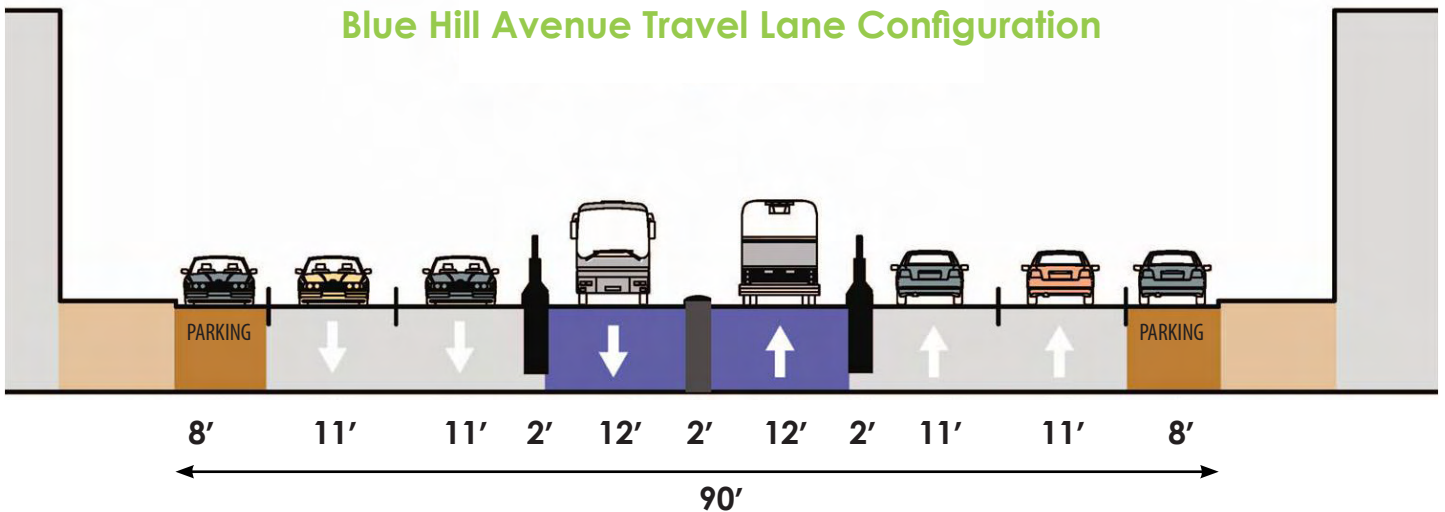 Blue Hill Avenue Travel Lane Configuration
PARKING PARKING
8’ 11’ 11’ 2’ 12’ 2’ 12’ 2’ 11’ 11’ 8’
90’